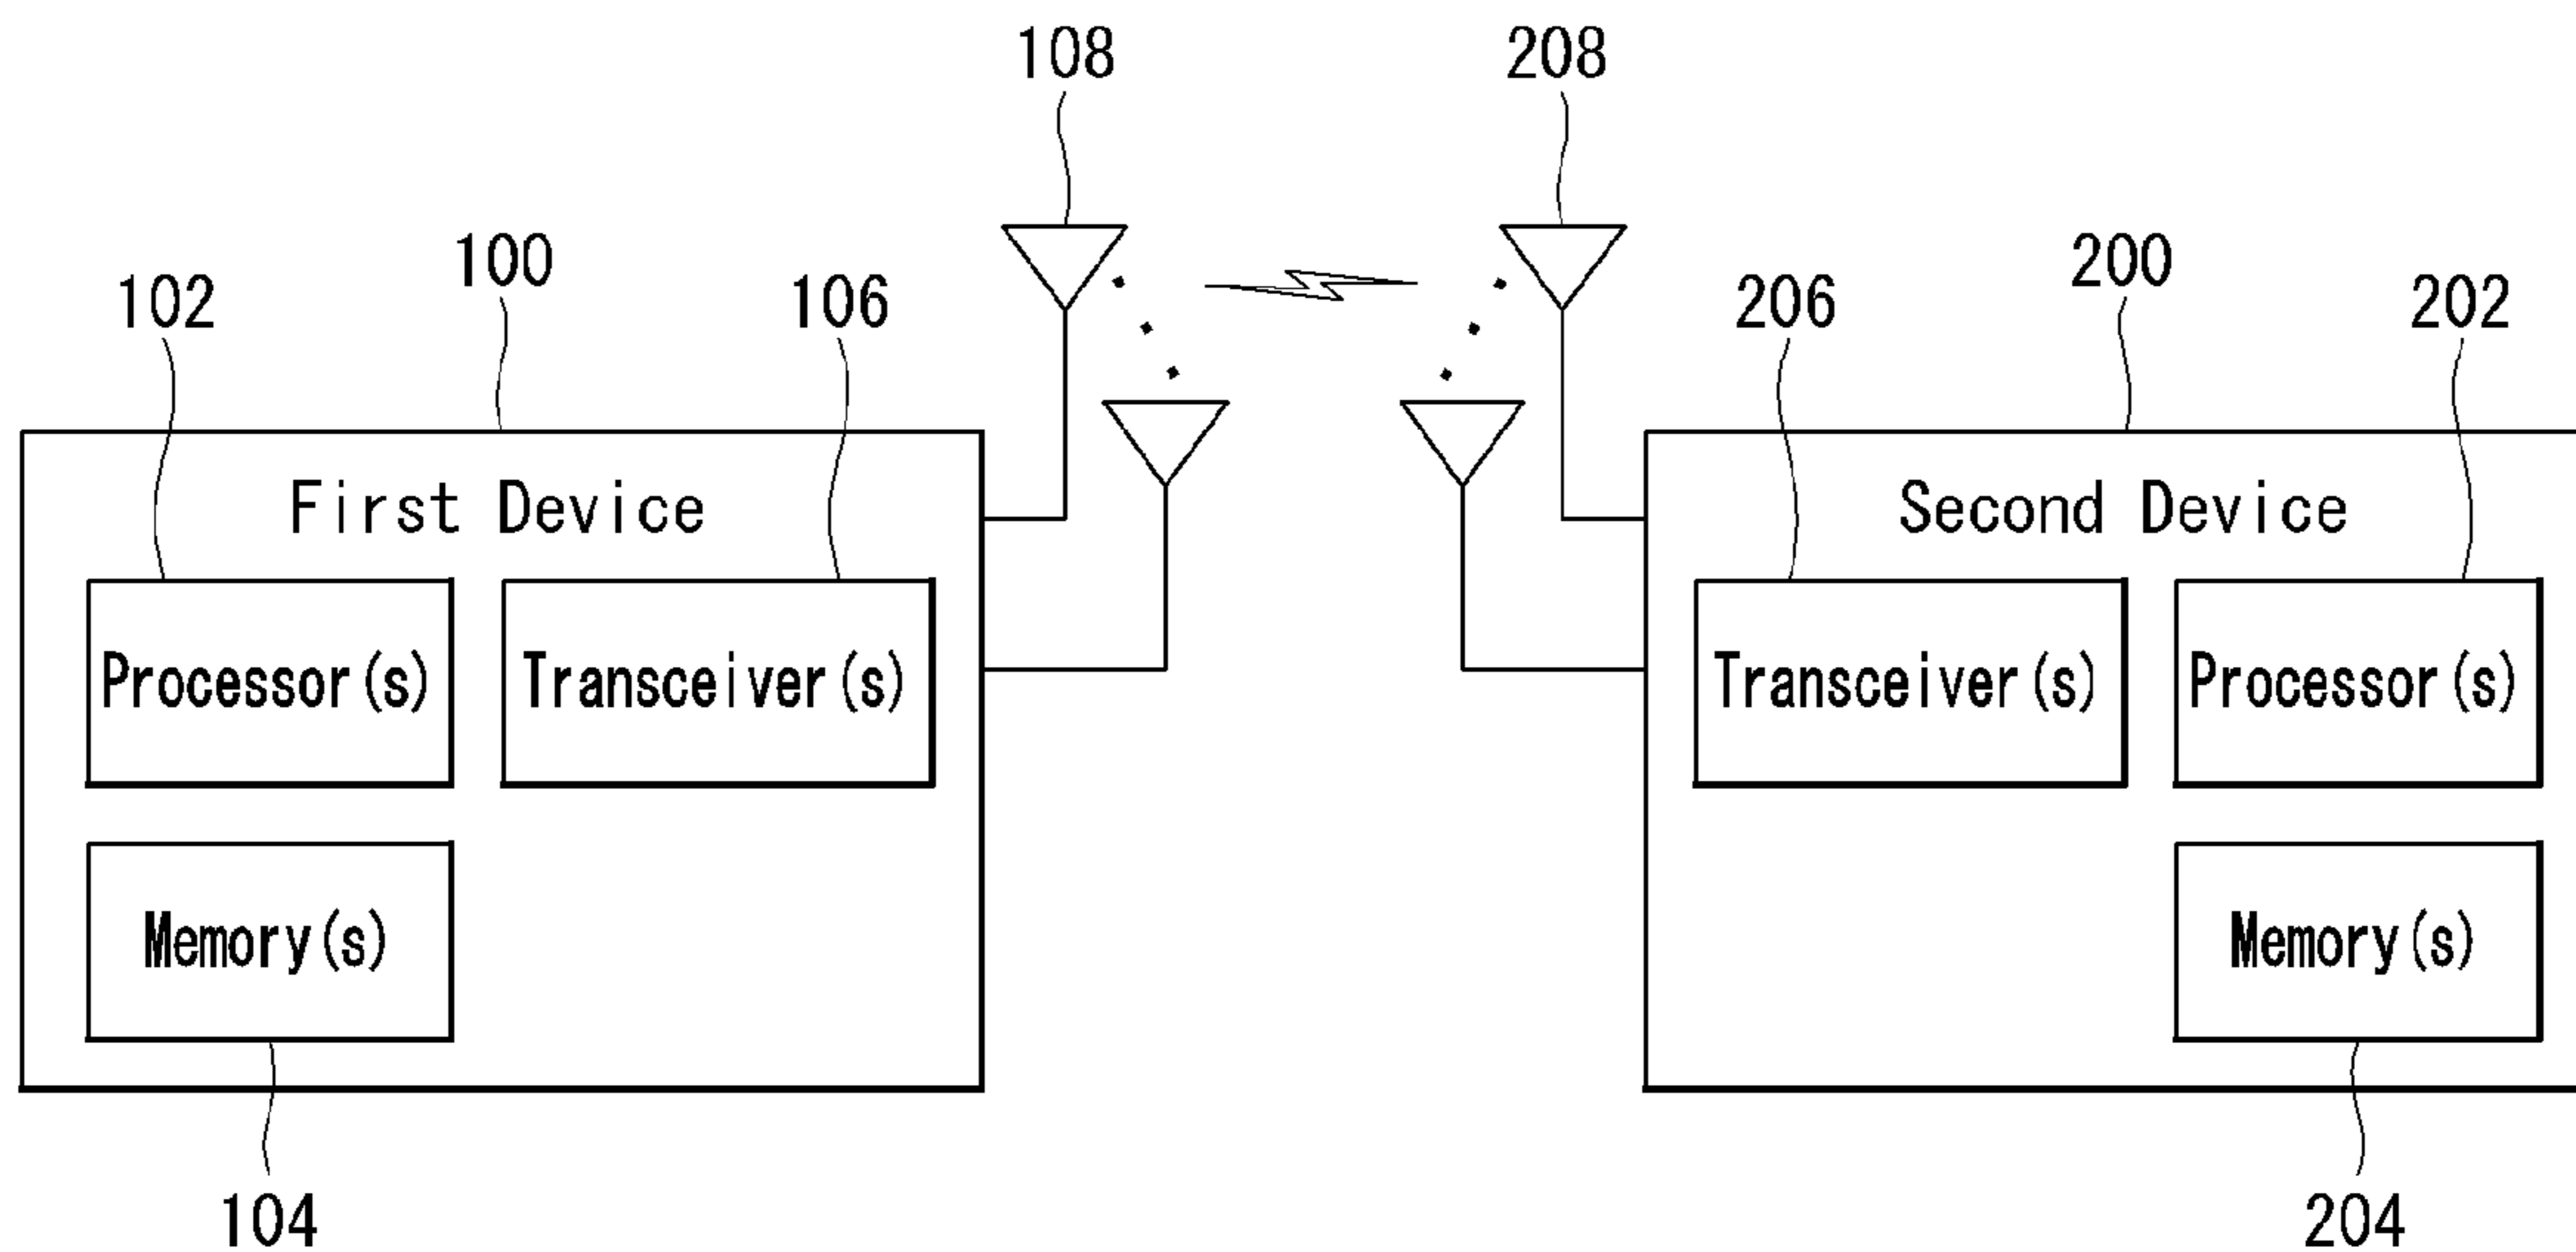 108
208
100
200
102
106
206
202
First Device
Second Device
Processor(s)
Transceiver(s)
Transceiver(s)
Processor(s)
Memory(s)
Memory(s)
104
204